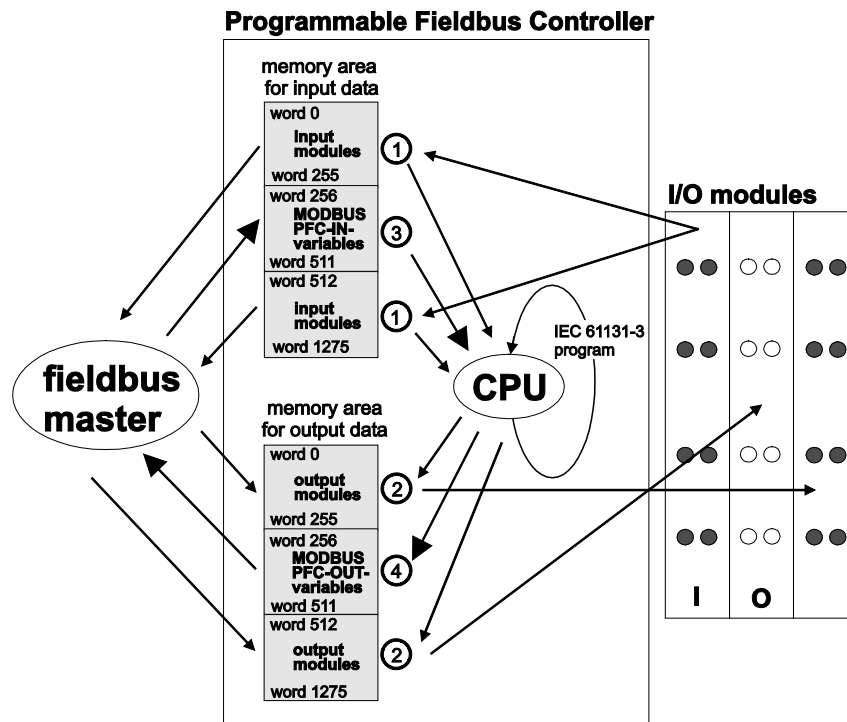 Programmable Fieldbus Controller
memory area
for input data
word 0
input
modules
1
word 255
word 256
MODBUS
PFC-IN-
variables
3
word 511
word 512
input
modules
1
word 1275
I/O modules
IEC 61131-3
program
CPU
fieldbus
master
memory area
for output data
word 0
output
modules
2
word 255
word 256
MODBUS
PFC-OUT-
variables
4
word 511
word 512
output
modules
2
word 1275
I
O